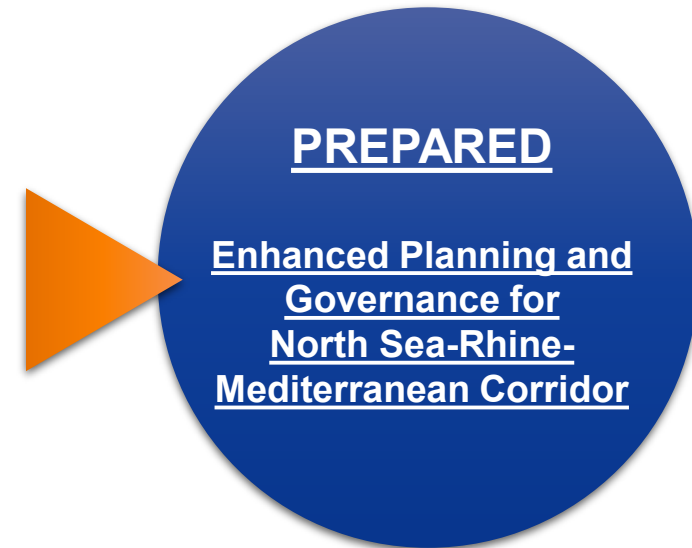 PREPARED
Enhanced Planning and
Governance for
North Sea-Rhine-
Mediterranean Corridor